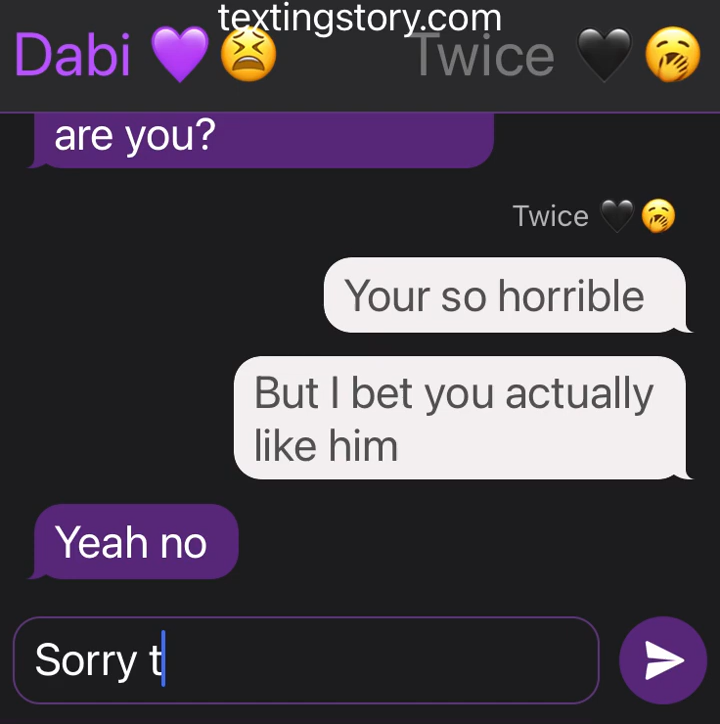 textingstory.com
Dabi 💜😫 Twice 🖤🥱
are you?
Twice 🖤🥱
Your so horrible
But I bet you actually
like him
Yeah no
Sorry t